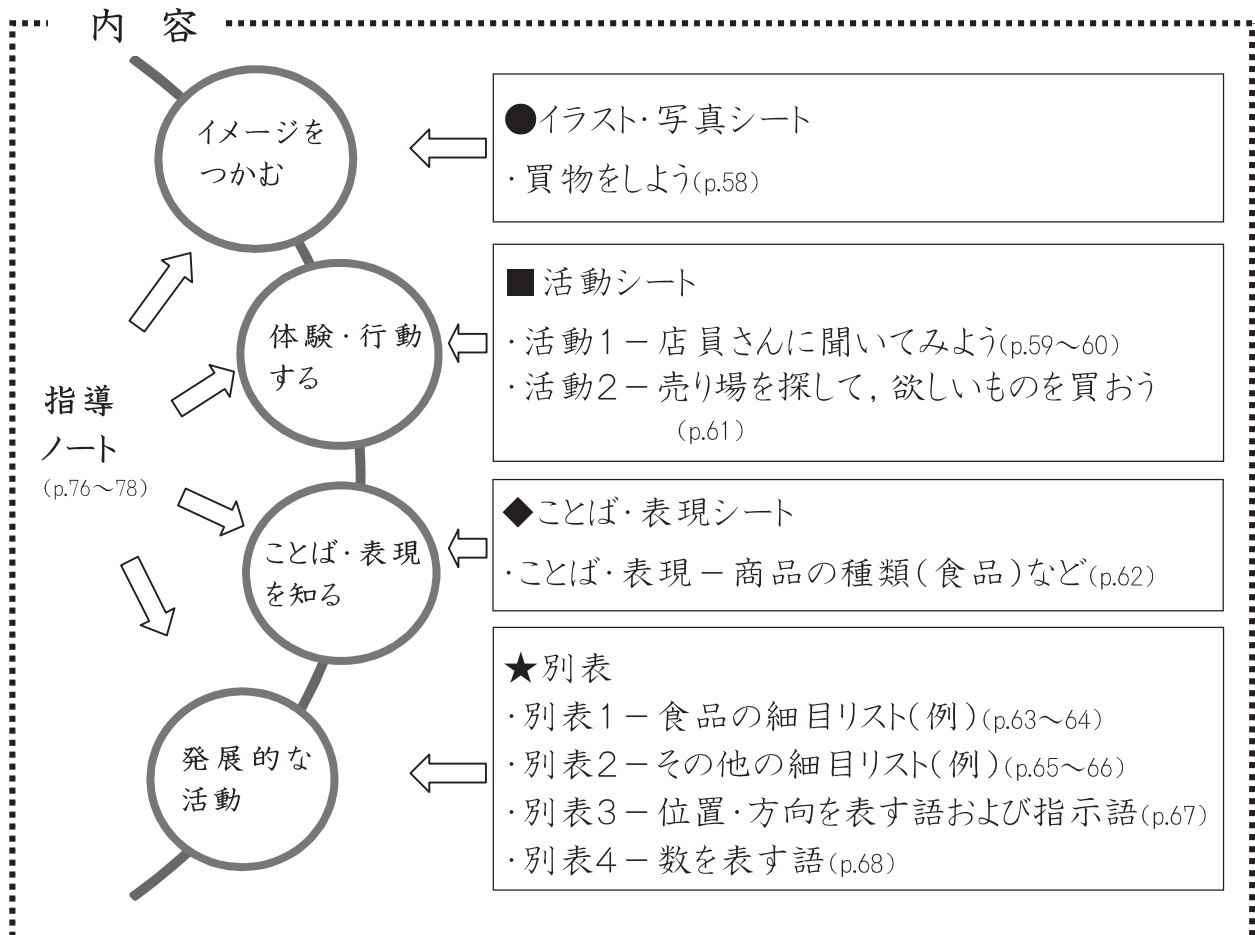 内 容
イメージを
つかむ
●イラスト・写真シート
・買物をしよう(p.58)
体験・行動
する
■活動シート
・活動1－店員さんに聞いてみよう(p.59～60)
・活動2－売り場を探して，欲しいものを買おう
(p.61)
指導
ノート
(p.76～78)
ことば・表現
を知る
◆ことば・表現シート
・ことば・表現－商品の種類(食品)など(p.62)
発展的な
活動
★別表
・別表1－食品の細目リスト(例)(p.63～64)
・別表2－その他の細目リスト(例)(p.65～66)
・別表3－位置・方向を表す語および指示語(p.67)
・別表4－数を表す語(p.68)